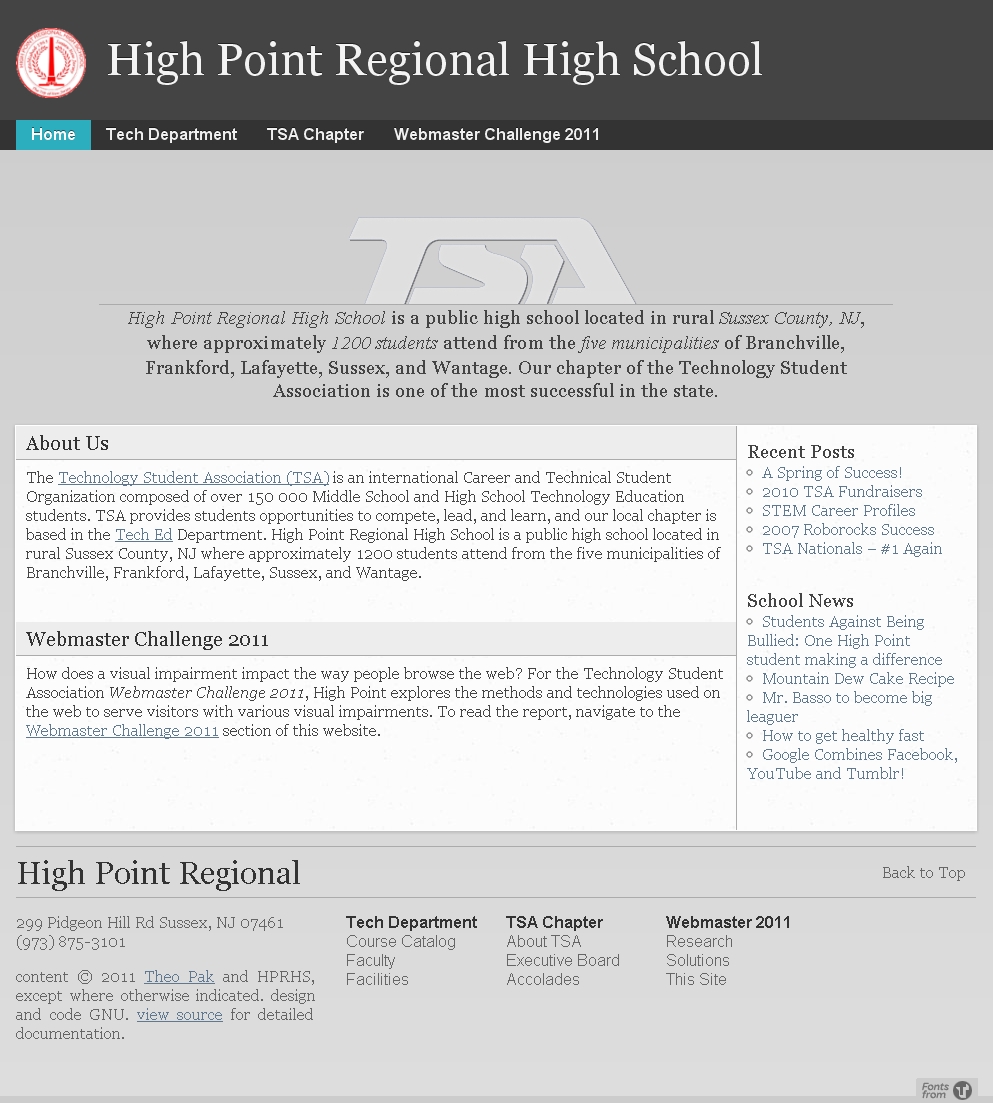 High Point Regional High School
Home Tech Department TSA Chapter Webmaster Challenge 2011
TSA
High Point Regional High School is a public high school located in rural Sussex County, NJ,
where approximately 1200 students attend from the five municipalities of Branchville,
Frankford, Lafayette, Sussex, and Wantage. Our chapter of the Technology Student
Association is one of the most successful in the state.
About Us
The Technology Student Association (TSA) is an international Career and Technical Student
Organization composed of over 150 000 Middle School and High School Technology Education
students. TSA provides students opportunities to compete, lead, and learn, and our local chapter is
based in the Tech Ed Department. High Point Regional High School is a public high school located in
rural Sussex County, NJ where approximately 1200 students attend from the five municipalities of
Branchville, Frankford, Lafayette, Sussex, and Wantage.
Webmaster Challenge 2011
How does a visual impairment impact the way people browse the web? For the Technology Student
Association Webmaster Challenge 2011, High Point explores the methods and technologies used on
the web to serve visitors with various visual impairments. To read the report, navigate to the
Webmaster Challenge 2011 section of this website.
Recent Posts
A Spring of Success!
2010 TSA Fundraisers
STEM Career Profiles
2007 Roborocks Success
TSA Nationals – #1 Again
School News
Students Against Being
Bullied: One High Point
student making a difference
Mountain Dew Cake Recipe
Mr. Basso to become big
leaguer
How to get healthy fast
Google Combines Facebook,
YouTube and Tumblr!
High Point Regional
Back to Top
299 Pidgeon Hill Rd Sussex, NJ 07461
(973) 875-3101
content © 2011 Theo Pak and HPRHS,
except where otherwise indicated. design
and code GNU. view source for detailed
documentation.
Tech Department
Course Catalog
Faculty
Facilities
TSA Chapter
About TSA
Executive Board
Accolades
Webmaster 2011
Research
Solutions
This Site
Fonts
from